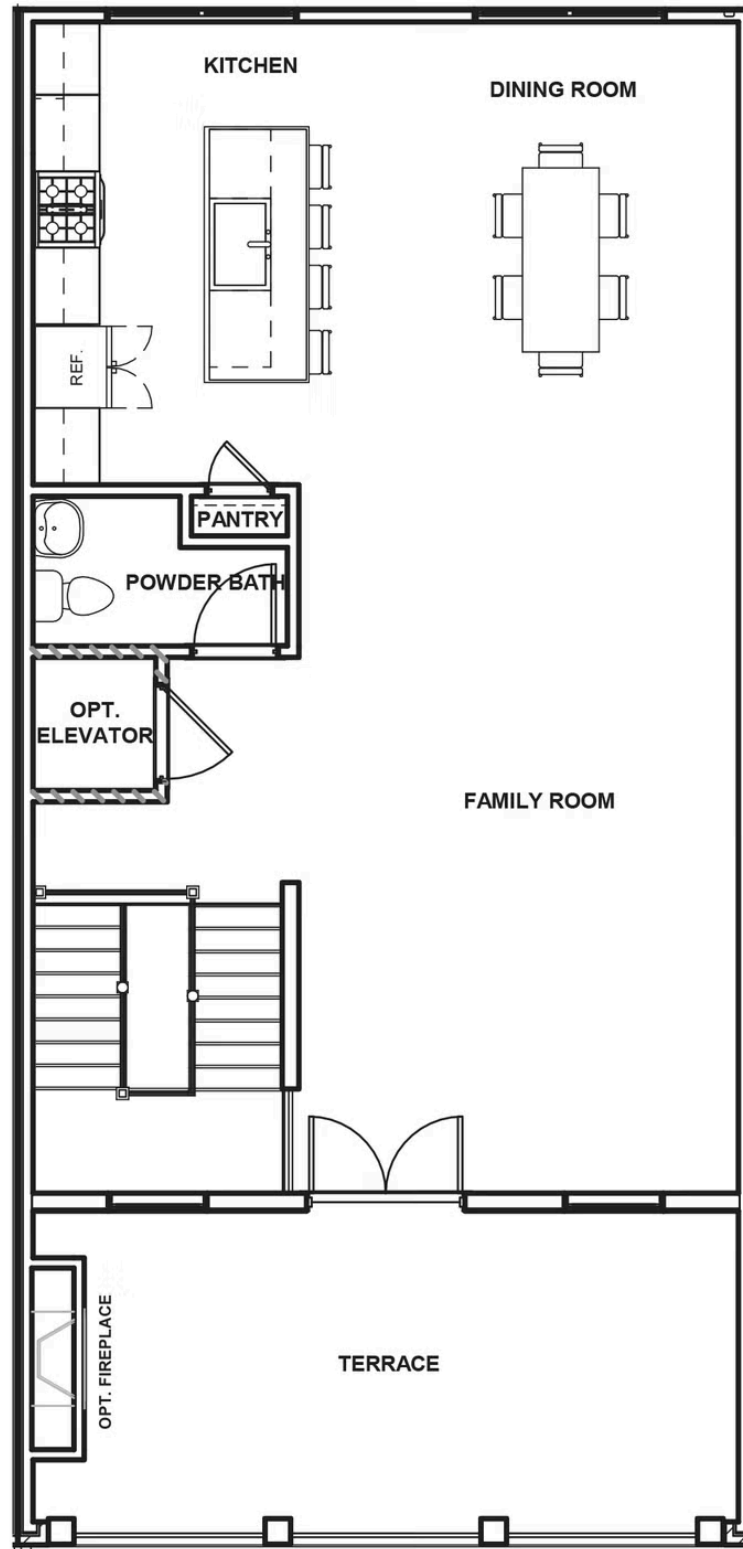 KITCHEN
DINING ROOM
REF.
PANTRY
POWDER BATH
OPT.
ELEVATOR
FAMILY ROOM
OPT. FIREPLACE
TERRACE